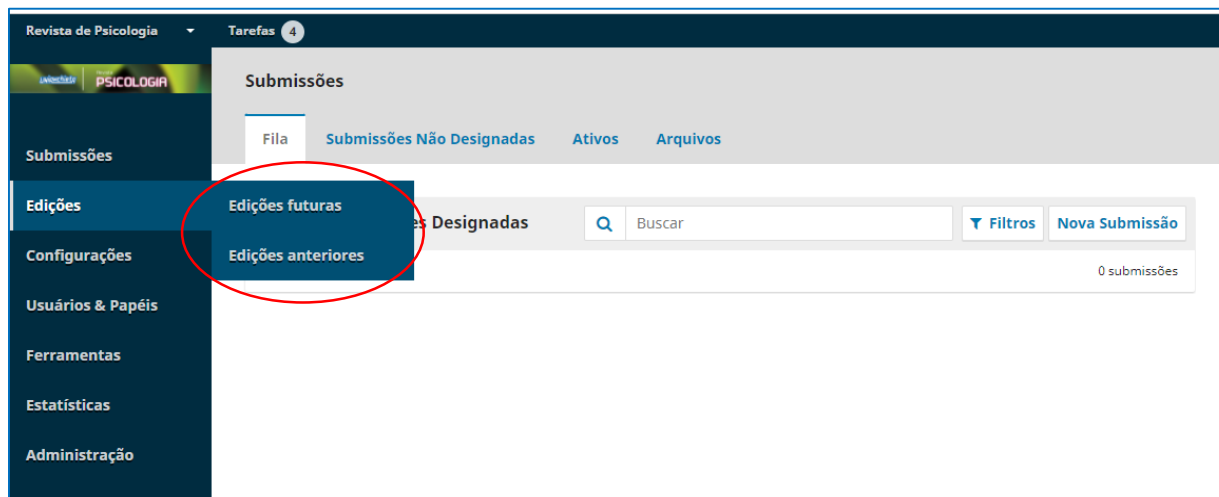 Revista de Psicologia
Tarefas 4
PSICOLOGIA
Submissões
Fila
Submissões Não Designadas
Ativos
Arquivos
Submissões
Edições
Configurações
Usuários & Papéis
Ferramentas
Estatísticas
Administração
Edições futuras
Edições anteriores
Designadas
Buscar
Filtros
Nova Submissão
0 submissões